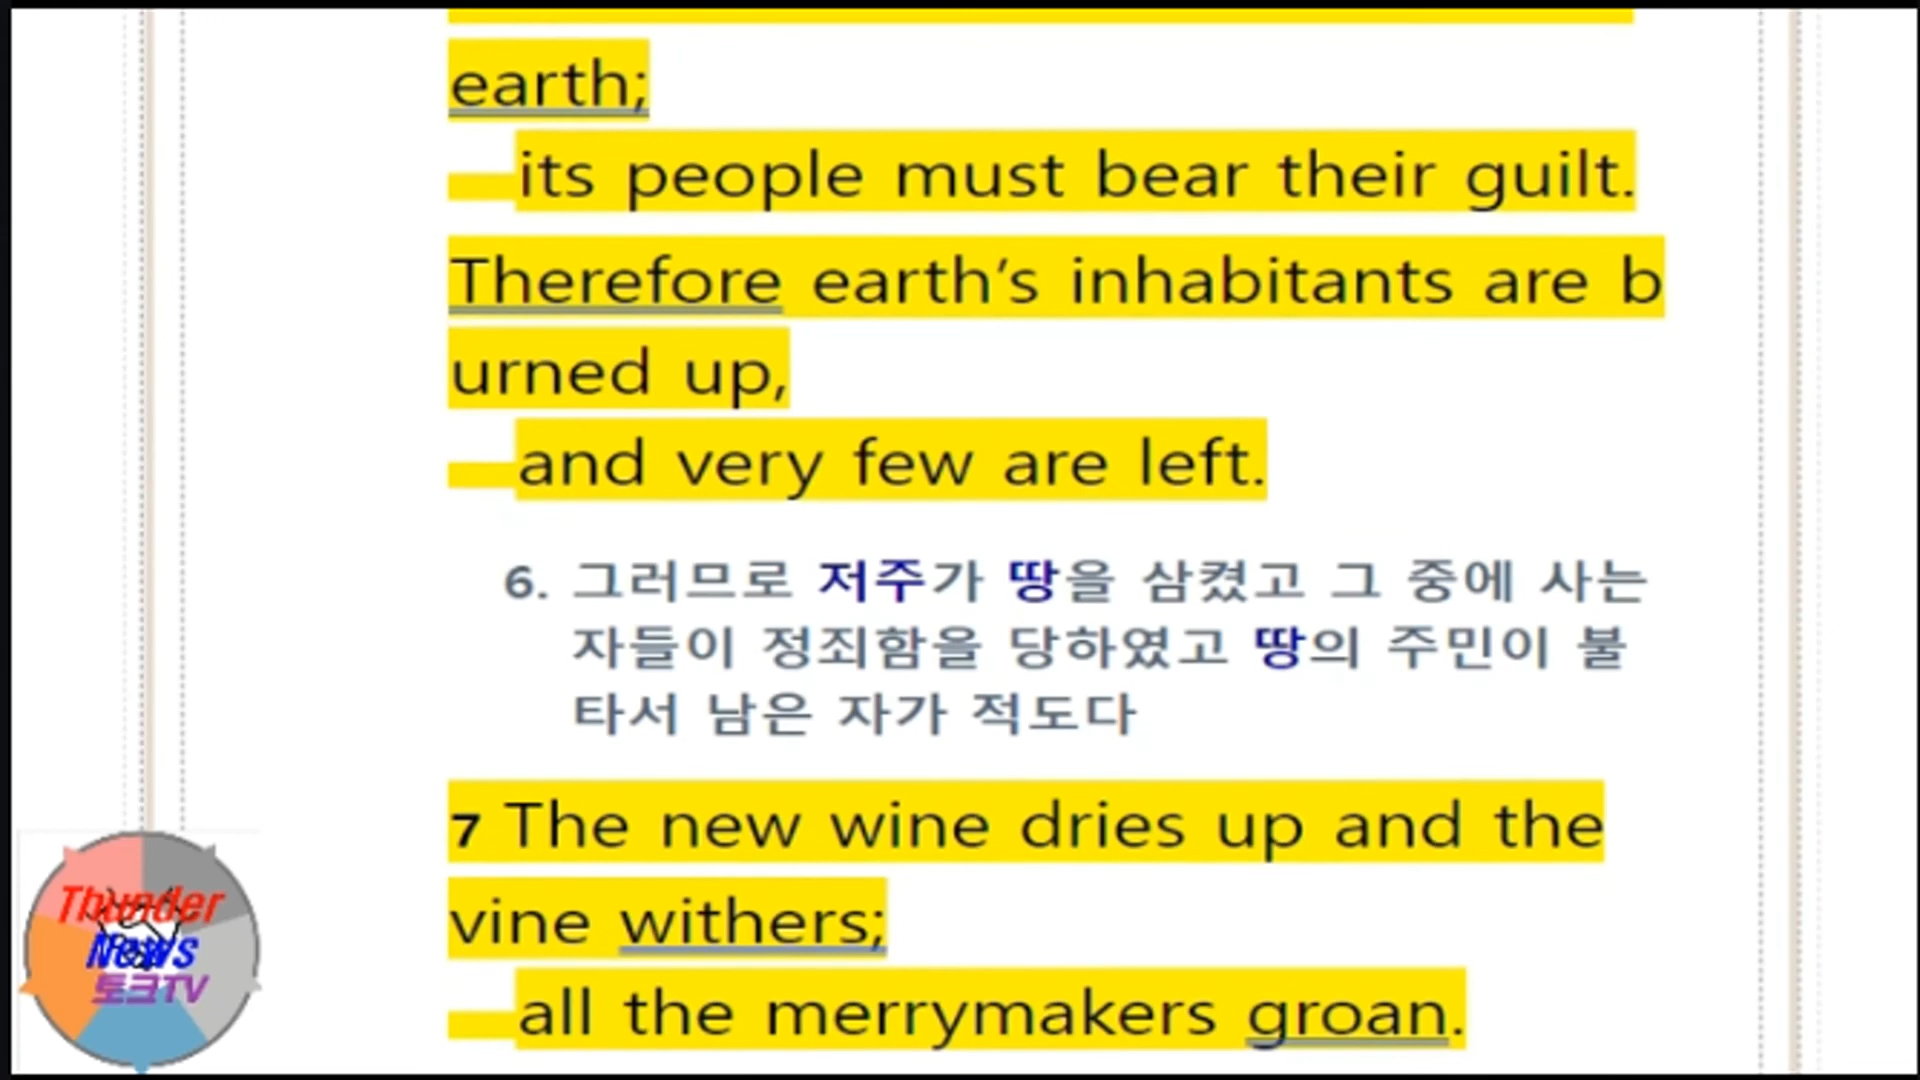 earth;
its people must bear their guilt.
Therefore earth’s inhabitants are b
urned up,
and very few are left.
6. 그러므로 저주가 땅을 삼켰고 그 중에 사는
자들이 정죄함을 당하였고 땅의 주민이 불
타서 남은 자가 적도다
7 The new wine dries up and the
vine withers;
all the merrymakers groan.
Thunder
News
토크TV